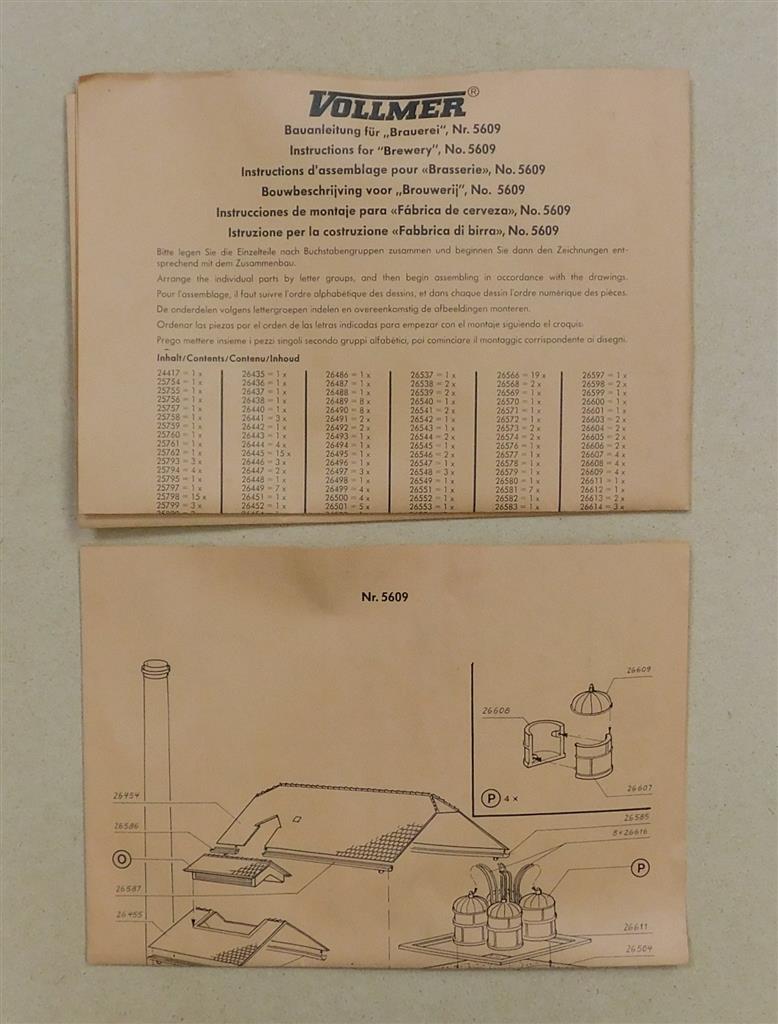 VOLLMER®
Bauanleitung für „Brauerei", Nr. 5609
Instructions for "Brewery", No. 5609
Instructions d'assemblage pour «Brasserie», No. 5609
Bouwbeschrijving voor „Brouwerij", No. 5609
Instrucciones de montaje para «Fábrica de cerveza», No. 5609
Istruzione per la costruzione «Fabbrica di birra», No. 5609
Bitte legen Sie die Einzelteile nach Buchstabengruppen zusammen und beginnen Sie dann den Zeichnungen ent-
sprechend mit dem Zusammenbau.
Arrange the individual parts by letter groups, and then begin assembling in accordance with the drawings.
Pour l'assemblage, il faut suivre l'ordre alphabétique des dessins, et dans chaque dessin l'ordre numérique des pièces.
De onderdelen volgens lettergroepen indelen en overeenkomstig de afbeeldingen monteren.
Ordenar las piezas por el orden de las letras indicadas para empezar con el montaje siguiendo el croquis.
Prego mettere insieme i pezzi singoli secondo gruppi alfabètici, poi cominciare il montaggic corrispondente ai disegni.
Inhalt/Contents/Contenu/Inhoud
24417 = 1 x 26435 = 1 x 26486 = 1 x 26537 = 1 x 26566 = 19 x 26597 = 1 x
25754 = 1 x 26436 = 1 x 26487 = 1 x 26538 = 2 x 26568 = 2 x 26598 = 2 x
25755 = 1 x 26437 = 1 x 26488 = 1 x 26539 = 2 x 26569 = 1 x 26599 = 1 x
25756 = 1 x 26438 = 1 x 26489 = 8 x 26540 = 1 x 26570 = 1 x 26600 = 1 x
25757 = 1 x 26440 = 1 x 26490 = 8 x 26541 = 2 x 26571 = 1 x 26601 = 1 x
25758 = 1 x 26441 = 3 x 26491 = 2 x 26542 = 1 x 26572 = 1 x 26603 = 2 x
25759 = 1 x 26442 = 1 x 26492 = 2 x 26543 = 1 x 26573 = 2 x 26604 = 2 x
25760 = 1 x 26443 = 1 x 26493 = 1 x 26544 = 2 x 26574 = 2 x 26605 = 2 x
25761 = 1 x 26444 = 4 x 26494 = 1 x 26545 = 1 x 26576 = 1 x 26606 = 2 x
25762 = 1 x 26445 = 15 x 26495 = 1 x 26546 = 2 x 26577 = 1 x 26607 = 4 x
25793 = 3 x 26446 = 3 x 26496 = 1 x 26547 = 1 x 26578 = 1 x 26608 = 4 x
25794 = 4 x 26447 = 2 x 26497 = 3 x 26548 = 3 x 26579 = 1 x 26609 = 4 x
25795 = 1 x 26448 = 1 x 26498 = 1 x 26549 = 1 x 26580 = 1 x 26611 = 1 x
25797 = 1 x 26449 = 7 x 26499 = 4 x 26551 = 1 x 26581 = 7 x 26612 = 1 x
25798 = 15 x 26451 = 1 x 26500 = 4 x 26552 = 1 x 26582 = 1 x 26613 = 2 x
25799 = 3 x 26452 = 1 x 26501 = 5 x 26553 = 1 x 26583 = 1 x 26614 = 3 x
Nr. 5609
26609
26608
26607
P 4 x
26454
26586
O
26587
26455
26585
8 x 26616
P
26611
26504